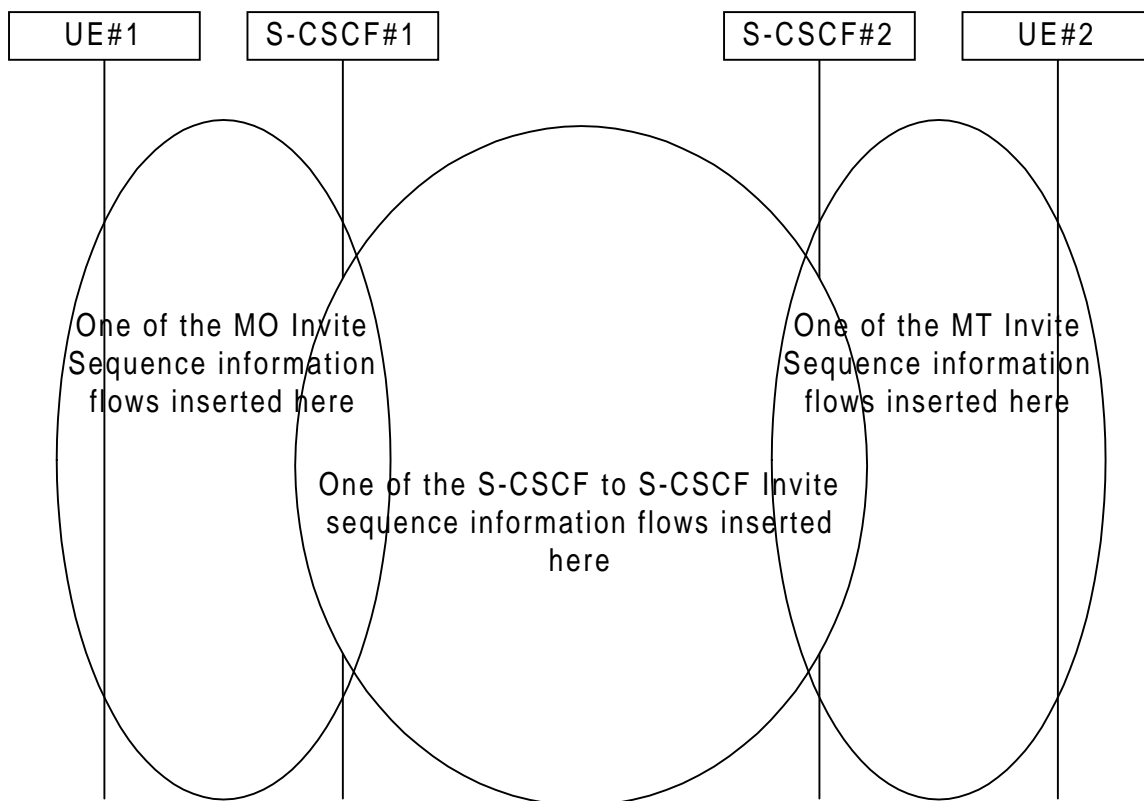 UE#1
S-CSCF#1
S-CSCF#2
UE#2
One of the MO Invite
Sequence information
flows inserted here
One of the MT Invite
Sequence information
flows inserted here
One of the S-CSCF to S-CSCF Invite
sequence information flows inserted
here